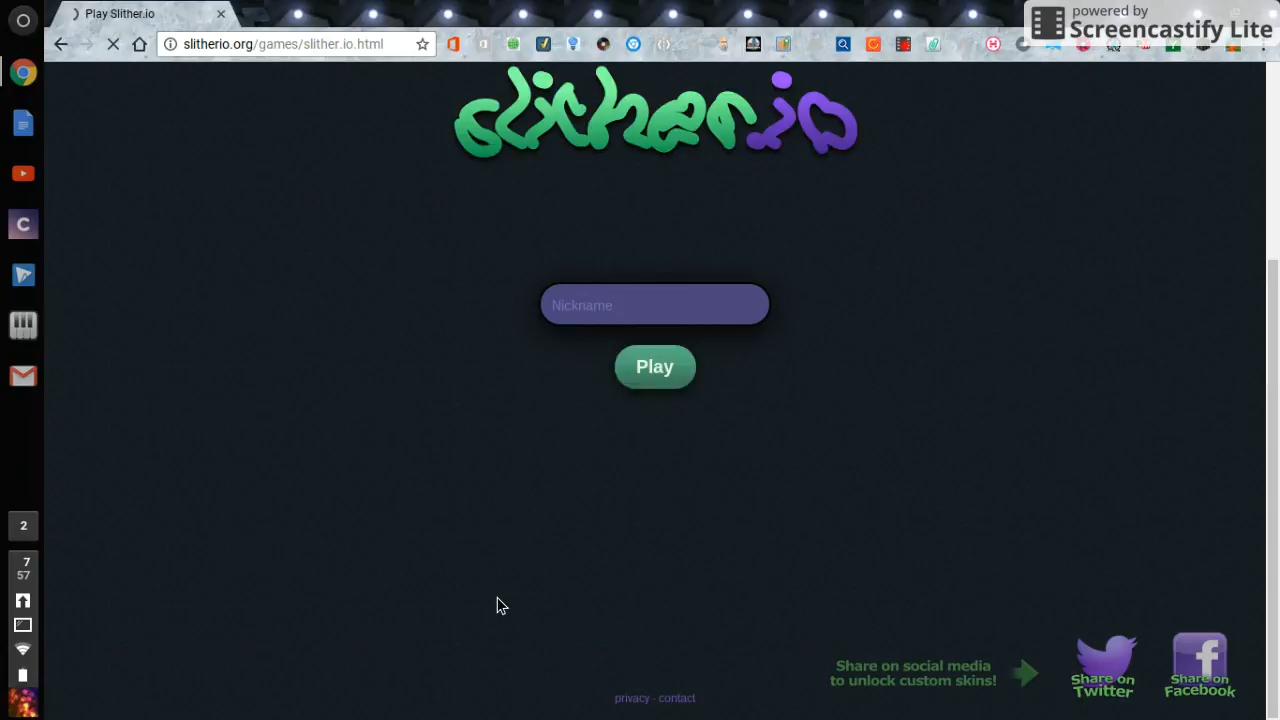 Play Slither.io
powered by
Screencastify Lite
slitherio.org/games/slither.io.html
slither.io
Nickname
Play
C
2
7
57
Share on social media
to unlock custom skins!
Share on
Twitter
Share on
Facebook
privacy · contact